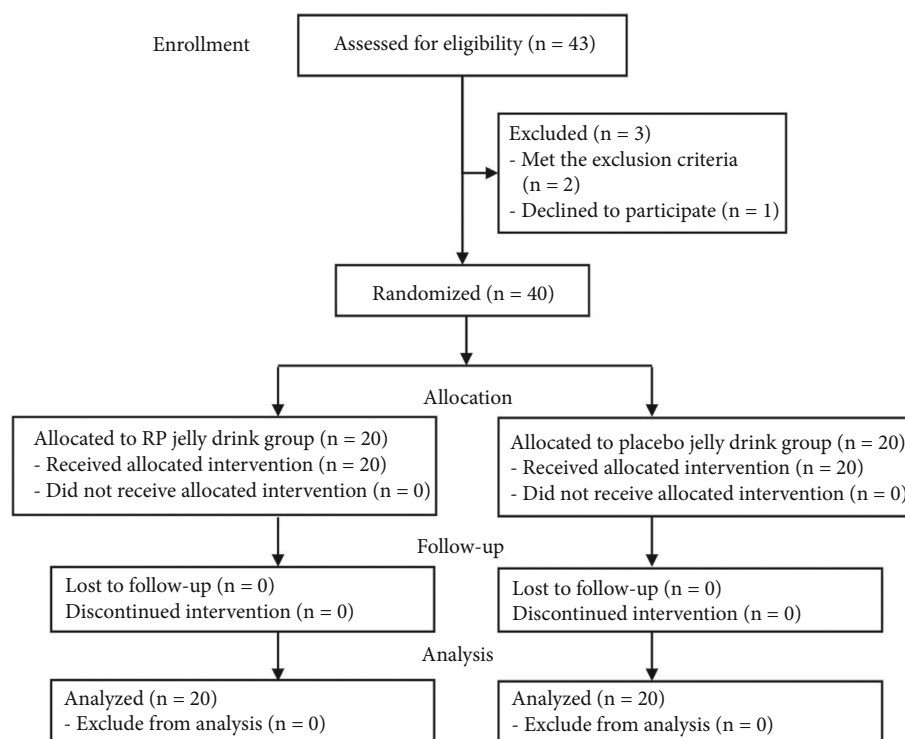 Enrollment
Assessed for eligibility (n = 43)
Excluded (n = 3)
- Met the exclusion criteria
(n = 2)
- Declined to participate (n = 1)
Randomized (n = 40)
Allocation
Allocated to RP jelly drink group (n = 20)
- Received allocated intervention (n = 20)
- Did not receive allocated intervention (n = 0)
Allocated to placebo jelly drink group (n = 20)
- Received allocated intervention (n = 20)
- Did not receive allocated intervention (n = 0)
Follow-up
Lost to follow-up (n = 0)
Discontinued intervention (n = 0)
Lost to follow-up (n = 0)
Discontinued intervention (n = 0)
Analysis
Analyzed (n = 20)
- Exclude from analysis (n = 0)
Analyzed (n = 20)
- Exclude from analysis (n = 0)